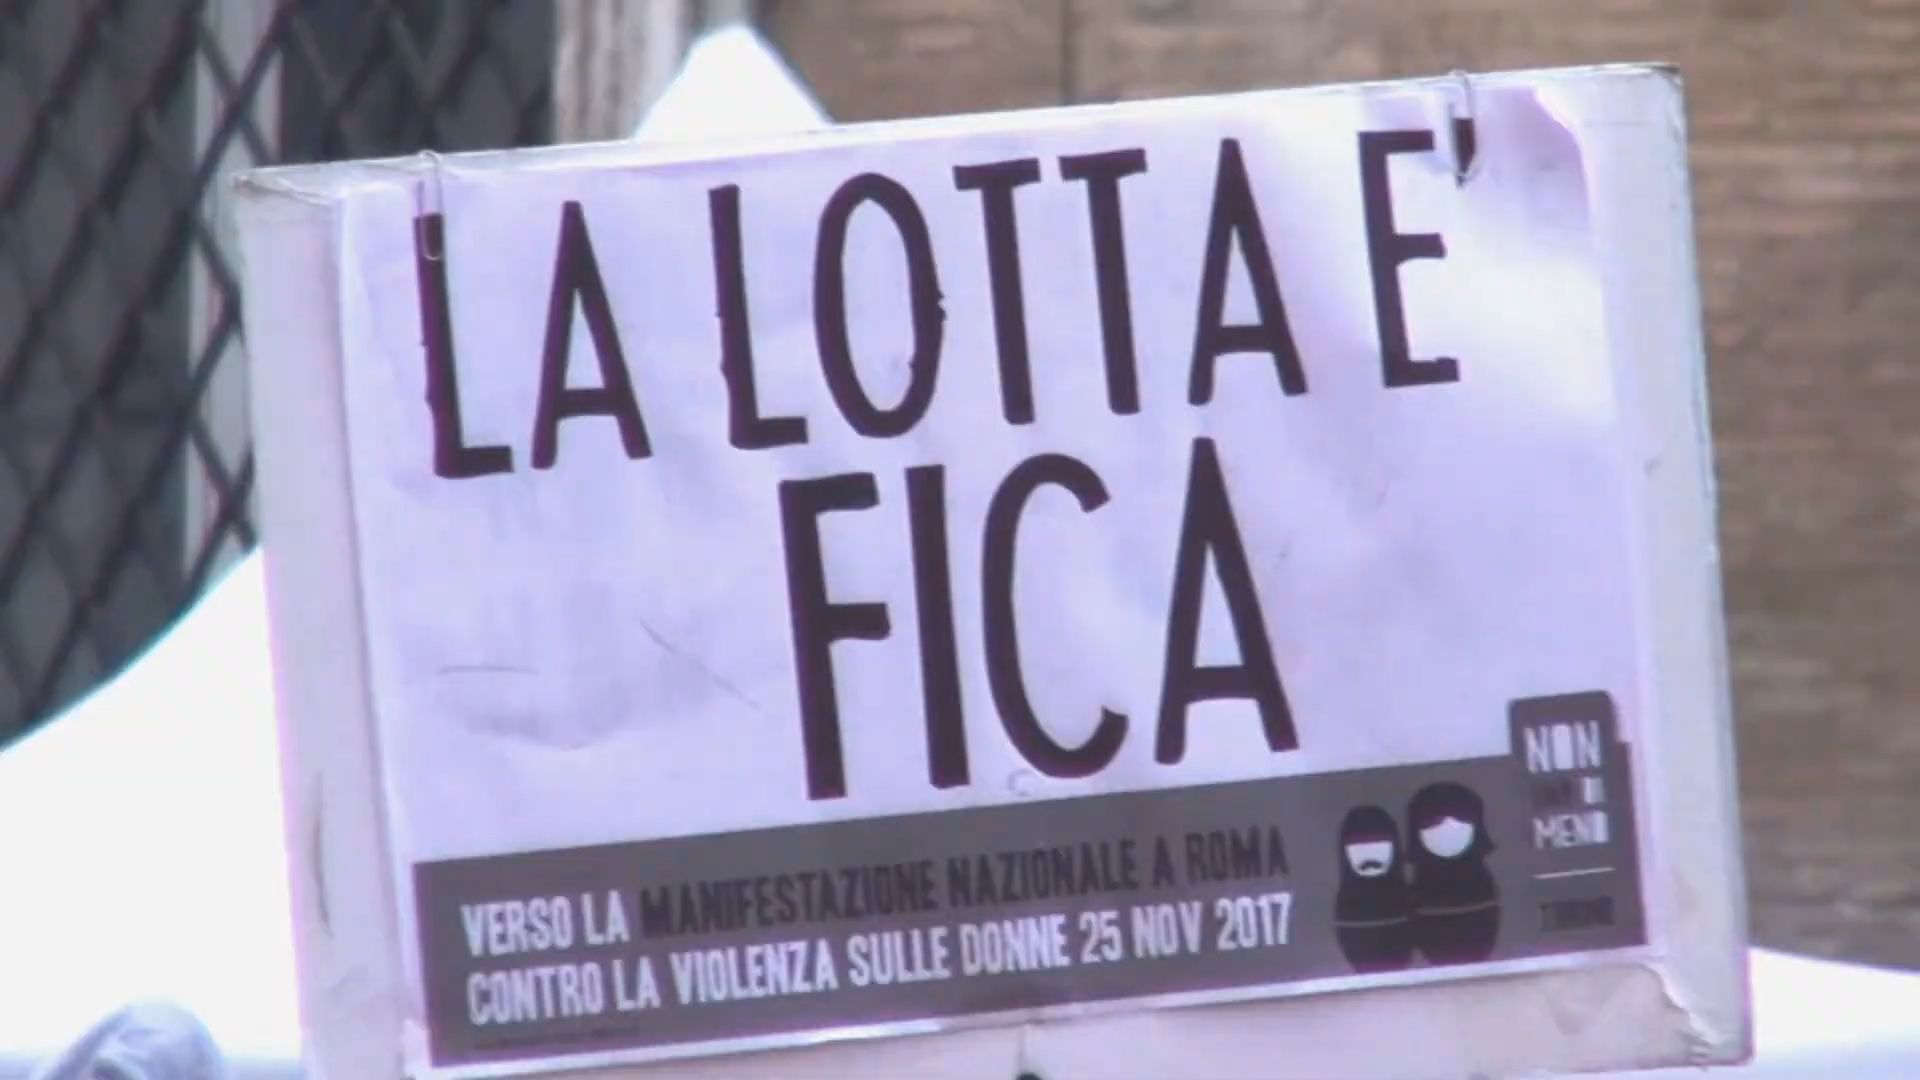 LA LOTTA E'
FICA
VERSO LA MANIFESTAZIONE NAZIONALE A ROMA
CONTRO LA VIOLENZA SULLE DONNE 25 NOV 2017
NON
MENO